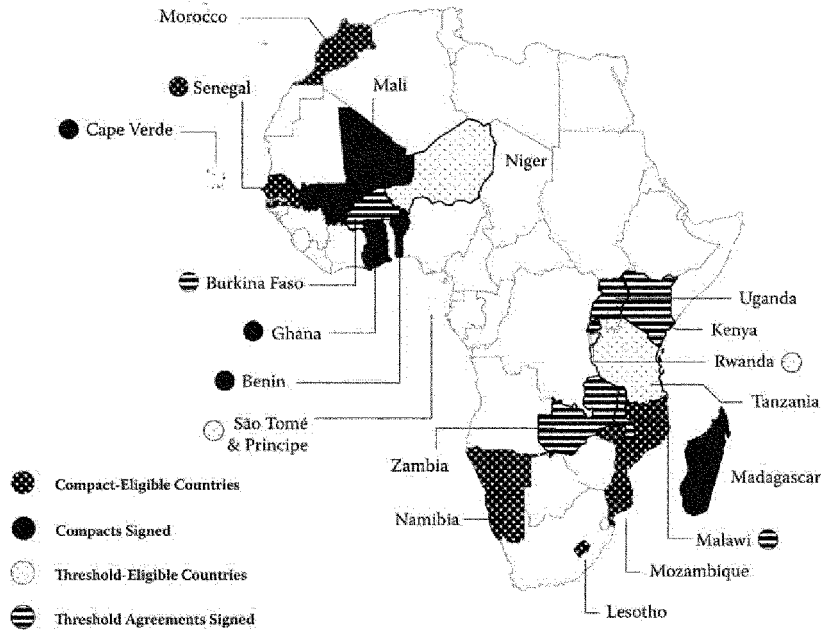 Morocco
Senegal
Mali
Cape Verde
Niger
Burkina Faso
Uganda
Ghana
Kenya
Rwanda
Benin
Tanzania
São Tomé
& Principe
Zambia
Madagascar
Compact-Eligible Countries
Namibia
Compacts Signed
Malawi
Mozambique
Threshold-Eligible Countries
Lesotho
Threshold Agreements Signed